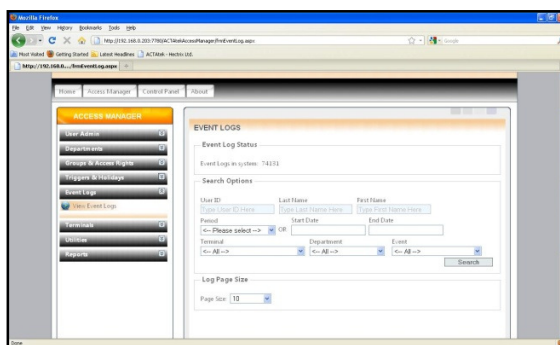 Mozilla Firefox
File Edit View History Bookmarks Tools Help
http://192.168.0.203:7780/ACTAtekAccessManager/frmEventLog.aspx
Google
Most Visited Getting Started Latest Headlines ACTAtek - Hectrix Ltd.
http://192.168.0..../frmEventLog.aspx
Home Access Manager Control Panel About
ACCESS MANAGER
User Admin
Departments
Groups & Access Rights
Triggers & Holidays
Event Logs
View Event Logs
Terminals
Utilities
Reports
EVENT LOGS
Event Log Status
Event Logs in system: 74131
Search Options
User ID Last Name First Name
Type User ID Here Type Last Name Here Type First Name Here
Period Start Date End Date
<-- Please select --> OR
Terminal Department Event
<-- All --> <-- All --> <-- All -->
Search
Log Page Size
Page Size 10
Done